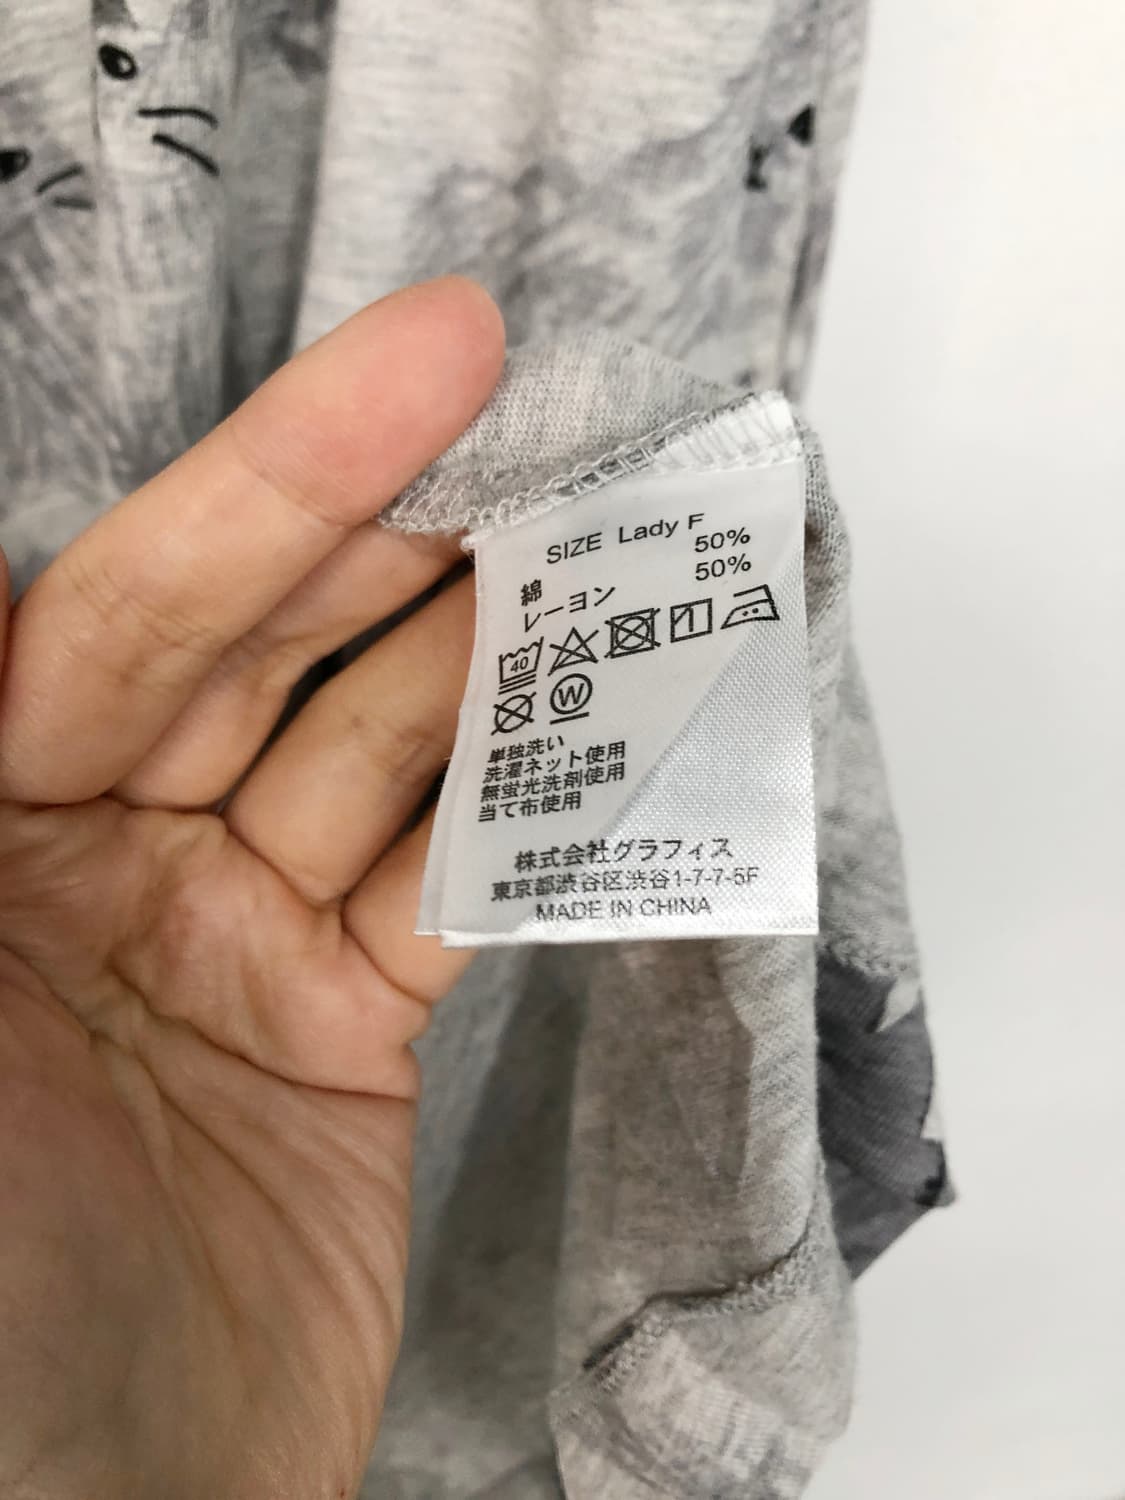 SIZE Lady F
綿 50%
レーヨン 50%
40
W
単独洗い
洗濯ネット使用
無蛍光洗剤使用
当て布使用
株式会社グラフィス
東京都渋谷区渋谷1-7-7-5F
MADE IN CHINA